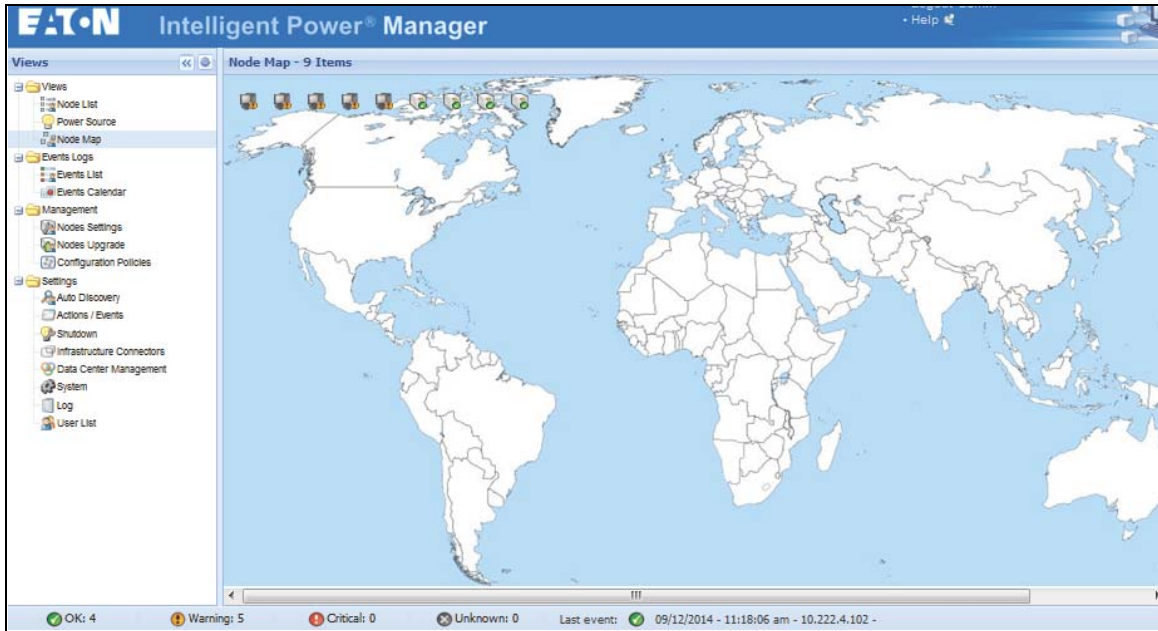 EATON Intelligent Power® Manager
• Help
Views
Node Map - 9 Items
Views
Node List
Power Source
Node Map
Events Logs
Events List
Events Calendar
Management
Nodes Settings
Nodes Upgrade
Configuration Policies
Settings
Auto Discovery
Actions / Events
Shutdown
Infrastructure Connectors
Data Center Management
System
Log
User List
OK: 4 Warning: 5 Critical: 0 Unknown: 0 Last event: 09/12/2014 - 11:18:06 am - 10.222.4.102 -